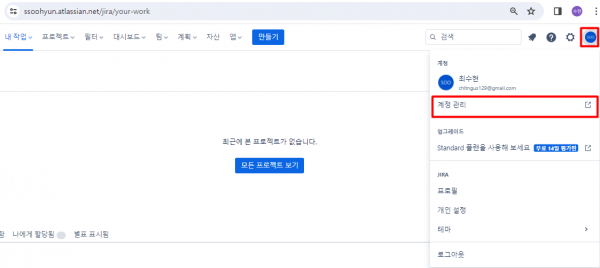 ssoohyun.atlassian.net/jira/your-work
수현
내 작업 프로젝트 필터 대시보드 팀 계획 자산 앱 만들기 검색 SOO
계정
SOO 최수현
계정 관리
업그레이드
Standard 플랜을 사용해 보세요 무료 14일 평가판
최근에 본 프로젝트가 없습니다.
모든 프로젝트 보기
JIRA
프로필
개인 설정
테마
로그아웃
나에게 할당됨 별표 표시됨